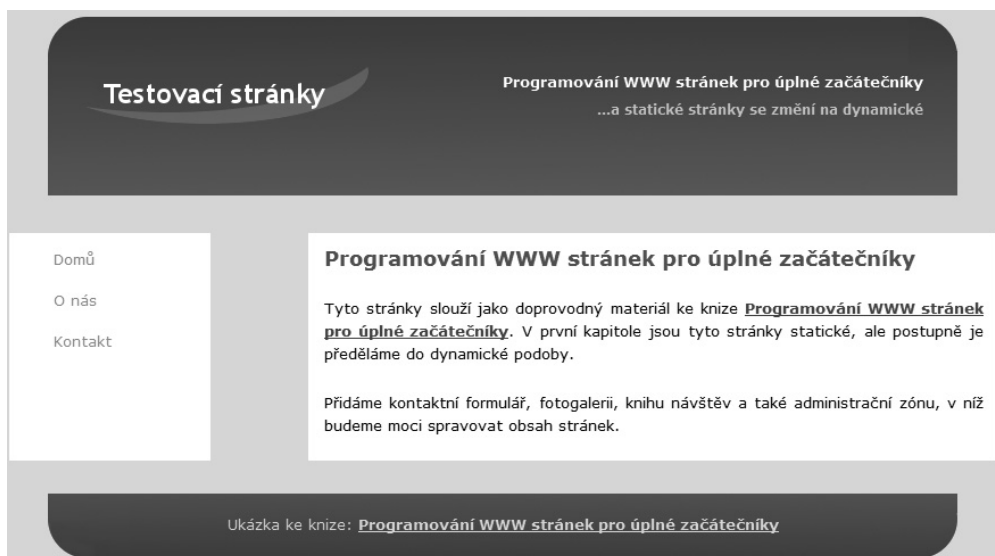 Testovací stránky
Programování WWW stránek pro úplné začátečníky
...a statické stránky se změní na dynamické
Domů
O nás
Kontakt
Programování WWW stránek pro úplné začátečníky
Tyto stránky slouží jako doprovodný materiál ke knize Programování WWW stránek
pro úplné začátečníky. V první kapitole jsou tyto stránky statické, ale postupně je
předěláme do dynamické podoby.
Přidáme kontaktní formulář, fotogalerii, knihu návštěv a také administrační zónu, v níž
budeme moci spravovat obsah stránek.
Ukázka ke knize: Programování WWW stránek pro úplné začátečníky